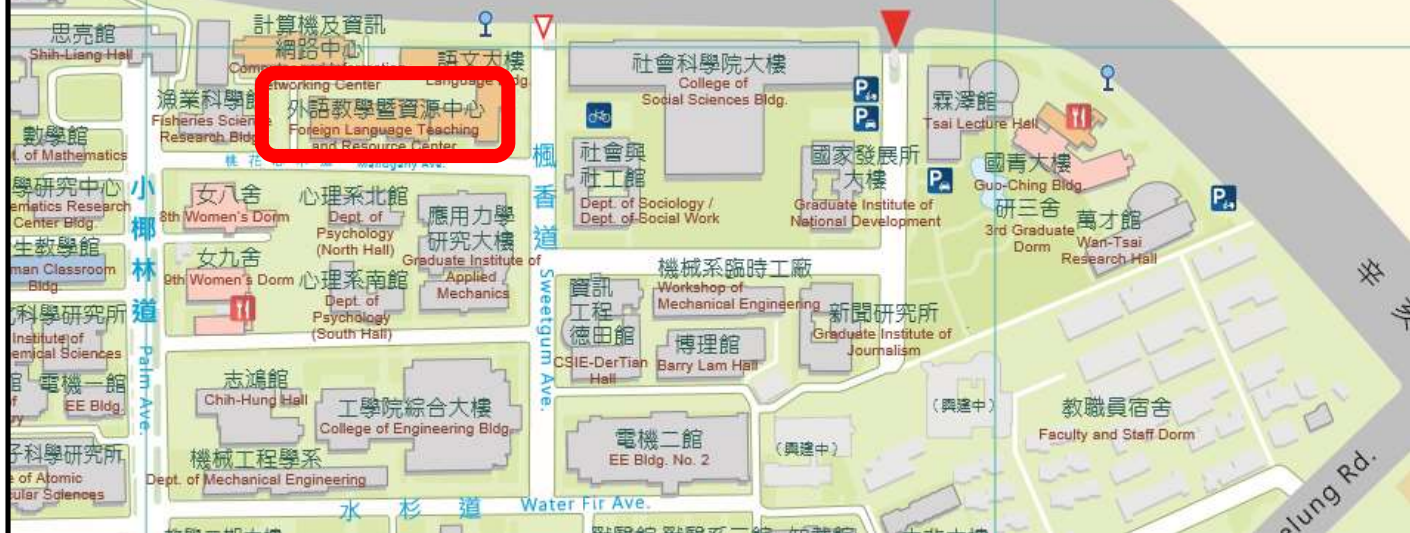 思亮館
Shih-Liang Hall
計算機及資訊
網路中心
Networking Center
語文大樓
Language Bldg.
漁業科學館
Fisheries Science
Research Bldg.
外語教學暨資源中心
Foreign Language Teaching
and Resource Center
Mahogany Ave.
數學館
of Mathematics
學研究中心
ematics Research
Center Bldg.
生教學館
man Classroom
Bldg.
科學研究所
Institute of
emical Sciences
電機一館
EE Bldg.
子科學研究所
e of Atomic
ular Sciences
小椰林道
Palm Ave.
女八舍
8th Women's Dorm
女九舍
9th Women's Dorm
心理系北館
Dept. of
Psychology
(North Hall)
心理系南館
Dept. of
Psychology
(South Hall)
應用力學
研究大樓
Graduate Institute of
Applied
Mechanics
楓香道
Sweetgum Ave.
社會科學院大樓
College of
Social Sciences Bldg.
社會與
社工館
Dept. of Sociology /
Dept. of Social Work
國家發展所
大樓
Graduate Institute of
National Development
P
P
P
P
霖澤館
Tsai Lecture Hall
國青大樓
Guo-Ching Bldg.
研三舍
3rd Graduate
Dorm
萬才館
Wan-Tsai
Research Hall
機械系臨時工廠
Workshop of
Mechanical Engineering
資訊
工程
德田館
CSIE-DerTian
Hall
博理館
Barry Lam Hall
新聞研究所
Graduate Institute of
Journalism
志鴻館
Chih-Hung Hall
工學院綜合大樓
College of Engineering Bldg.
機械工程學系
Dept. of Mechanical Engineering
電機二館
EE Bldg. No. 2
(興建中)
(興建中)
教職員宿舍
Faculty and Staff Dorm
水杉道 Water Fir Ave.
辛亥
elung Rd.